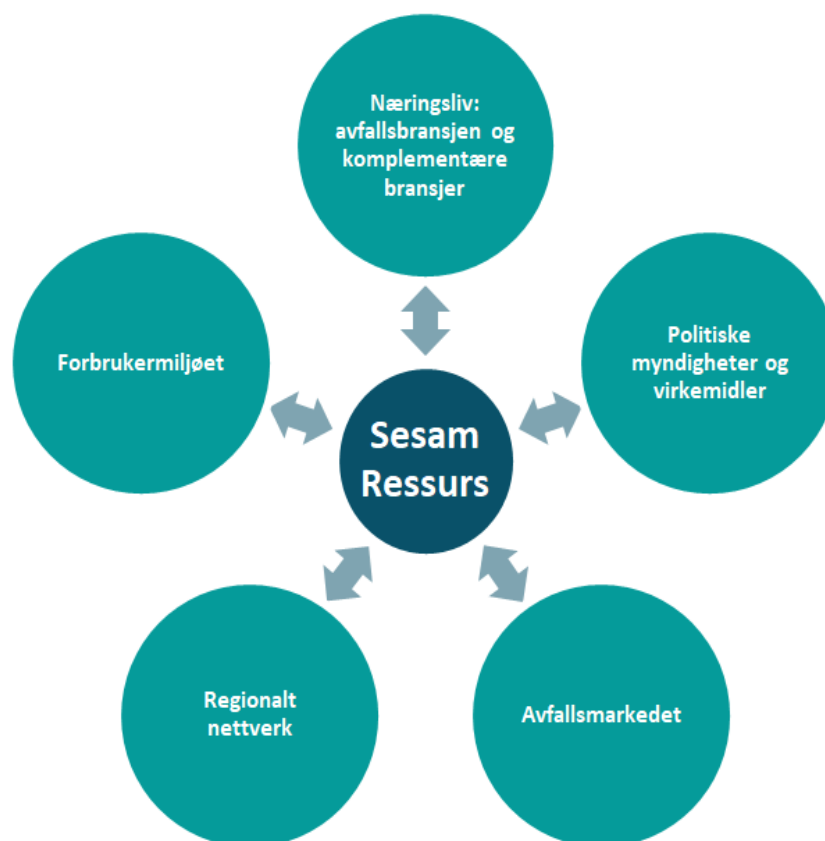 Næringsliv:
avfallsbransjen og
komplementære
bransjer
Forbrukermiljøet
Politiske
myndigheter og
virkemidler
Sesam
Ressurs
Regionalt
nettverk
Avfallsmarkedet